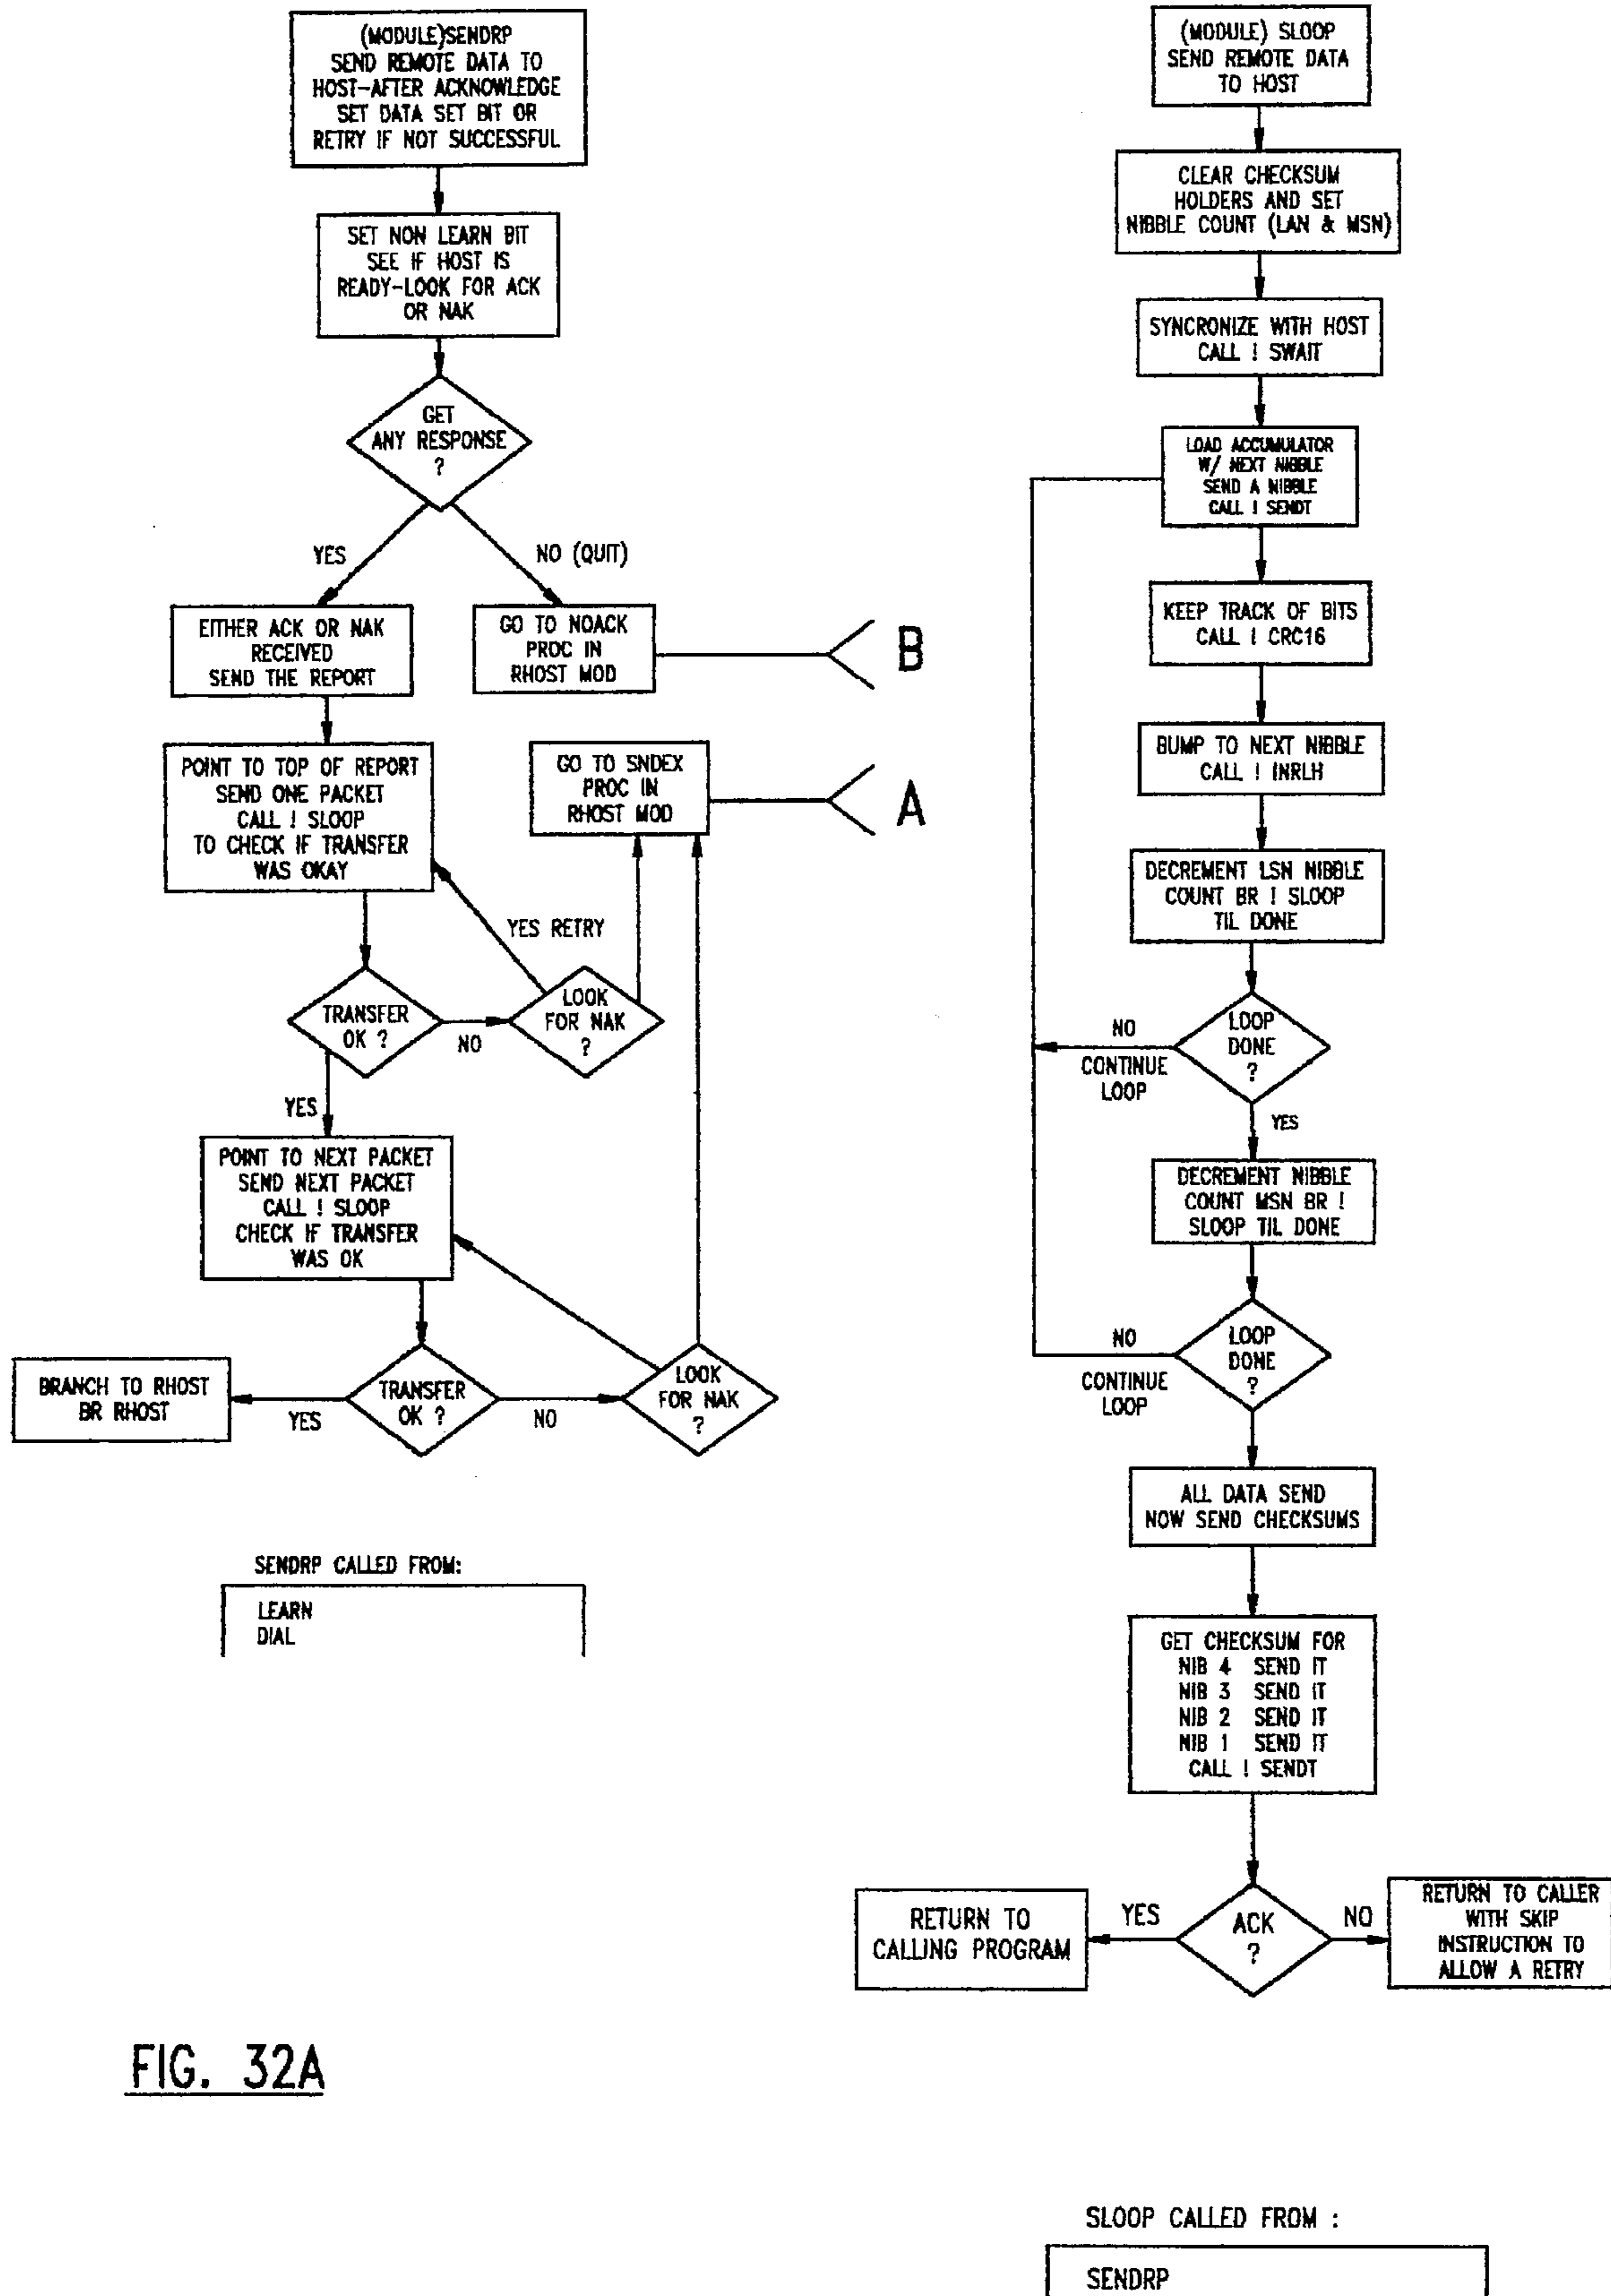 (MODULE)SENDRP
SEND REMOTE DATA TO
HOST-AFTER ACKNOWLEDGE
SET DATA SET BIT OR
RETRY IF NOT SUCCESSFUL
SET NON LEARN BIT
SEE IF HOST IS
READY-LOOK FOR ACK
OR NAK
GET
ANY RESPONSE
?
YES
NO (QUIT)
EITHER ACK OR NAK
RECEIVED
SEND THE REPORT
GO TO NOACK
PROC IN
RHOST MOD
B
POINT TO TOP OF REPORT
SEND ONE PACKET
CALL ! SLOOP
TO CHECK IF TRANSFER
WAS OKAY
GO TO SNDEX
PROC IN
RHOST MOD
A
YES RETRY
TRANSFER
OK ?
NO
LOOK
FOR NAK
?
YES
POINT TO NEXT PACKET
SEND NEXT PACKET
CALL ! SLOOP
CHECK IF TRANSFER
WAS OK
BRANCH TO RHOST
BR RHOST
YES
TRANSFER
OK ?
NO
LOOK
FOR NAK
?
SENDRP CALLED FROM:
LEARN
DIAL
(MODULE) SLOOP
SEND REMOTE DATA
TO HOST
CLEAR CHECKSUM
HOLDERS AND SET
NIBBLE COUNT (LAN & MSN)
SYNCRONIZE WITH HOST
CALL ! SWAIT
LOAD ACCUMULATOR
W/ NEXT NIBBLE
SEND A NIBBLE
CALL ! SENDT
KEEP TRACK OF BITS
CALL ! CRC16
BUMP TO NEXT NIBBLE
CALL ! INRLH
DECREMENT LSN NIBBLE
COUNT BR ! SLOOP
TIL DONE
LOOP
DONE
?
NO
CONTINUE
LOOP
YES
DECREMENT NIBBLE
COUNT MSN BR !
SLOOP TIL DONE
LOOP
DONE
?
NO
CONTINUE
LOOP
ALL DATA SEND
NOW SEND CHECKSUMS
GET CHECKSUM FOR
NIB 4 SEND IT
NIB 3 SEND IT
NIB 2 SEND IT
NIB 1 SEND IT
CALL ! SENDT
ACK
?
YES
RETURN TO
CALLING PROGRAM
NO
RETURN TO CALLER
WITH SKIP
INSTRUCTION TO
ALLOW A RETRY
FIG. 32A
SLOOP CALLED FROM :
SENDRP